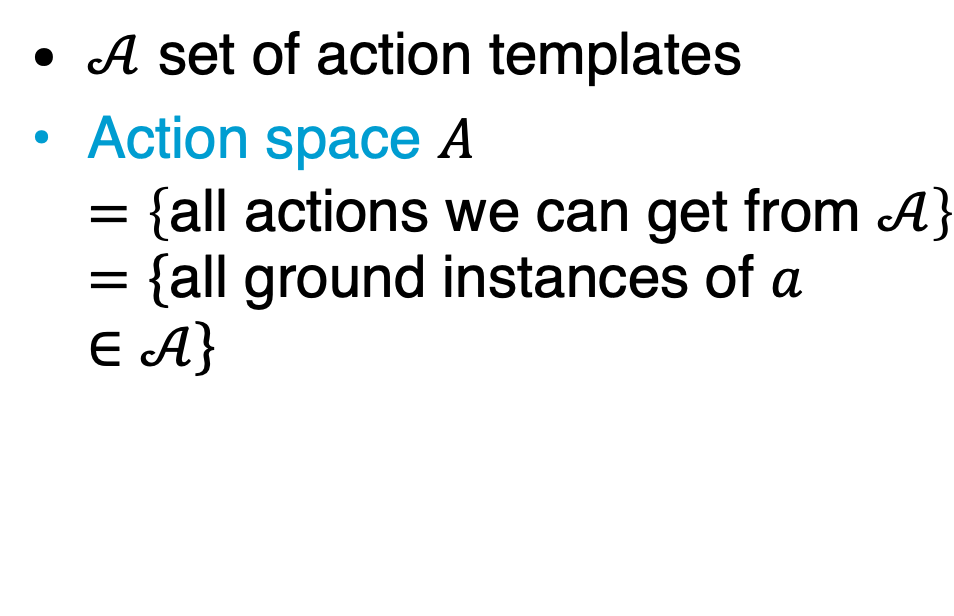 • 𝒜 set of action templates
• Action space 𝐴
= {all actions we can get from 𝒜}
= {all ground instances of 𝑎
∈ 𝒜}